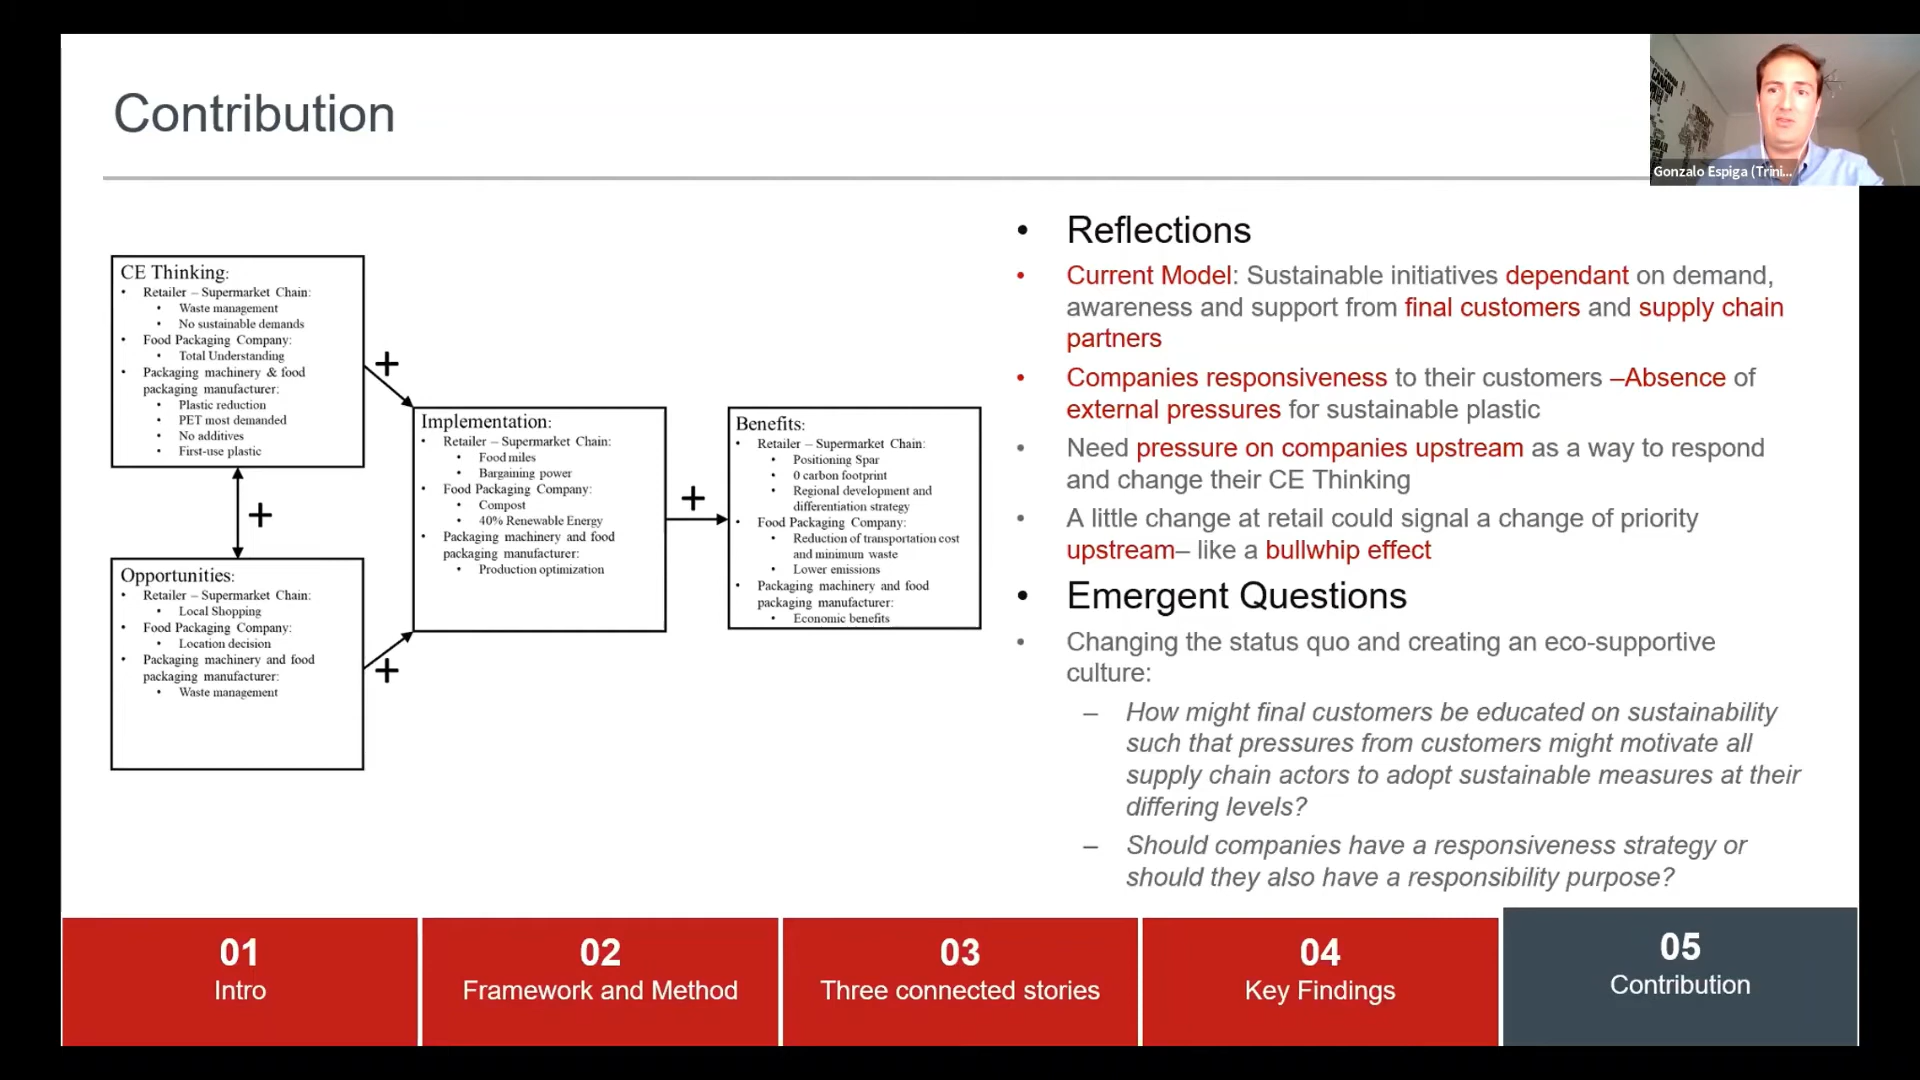 Contribution
Gonzalo Espiga (Trini...
CE Thinking:
• Retailer – Supermarket Chain:
• Waste management
• No sustainable demands
• Food Packaging Company:
• Total Understanding
• Packaging machinery & food
packaging manufacturer:
• Plastic reduction
• PET most demanded
• No additives
• First-use plastic
+
+
Opportunities:
• Retailer – Supermarket Chain:
• Local Shopping
• Food Packaging Company:
• Location decision
• Packaging machinery and food
packaging manufacturer:
• Waste management
+
Implementation:
• Retailer – Supermarket Chain:
• Food miles
• Bargaining power
• Food Packaging Company:
• Compost
• 40% Renewable Energy
• Packaging machinery and food
packaging manufacturer:
• Production optimization
+
Benefits:
• Retailer – Supermarket Chain:
• Positioning Spar
• 0 carbon footprint
• Regional development and
differentiation strategy
• Food Packaging Company:
• Reduction of transportation cost
and minimum waste
• Lower emissions
• Packaging machinery and food
packaging manufacturer:
• Economic benefits
• Reflections
• Current Model: Sustainable initiatives dependant on demand,
awareness and support from final customers and supply chain
partners
• Companies responsiveness to their customers –Absence of
external pressures for sustainable plastic
• Need pressure on companies upstream as a way to respond
and change their CE Thinking
• A little change at retail could signal a change of priority
upstream– like a bullwhip effect
• Emergent Questions
• Changing the status quo and creating an eco-supportive
culture:
– How might final customers be educated on sustainability
such that pressures from customers might motivate all
supply chain actors to adopt sustainable measures at their
differing levels?
– Should companies have a responsiveness strategy or
should they also have a responsibility purpose?
01
Intro
02
Framework and Method
03
Three connected stories
04
Key Findings
05
Contribution